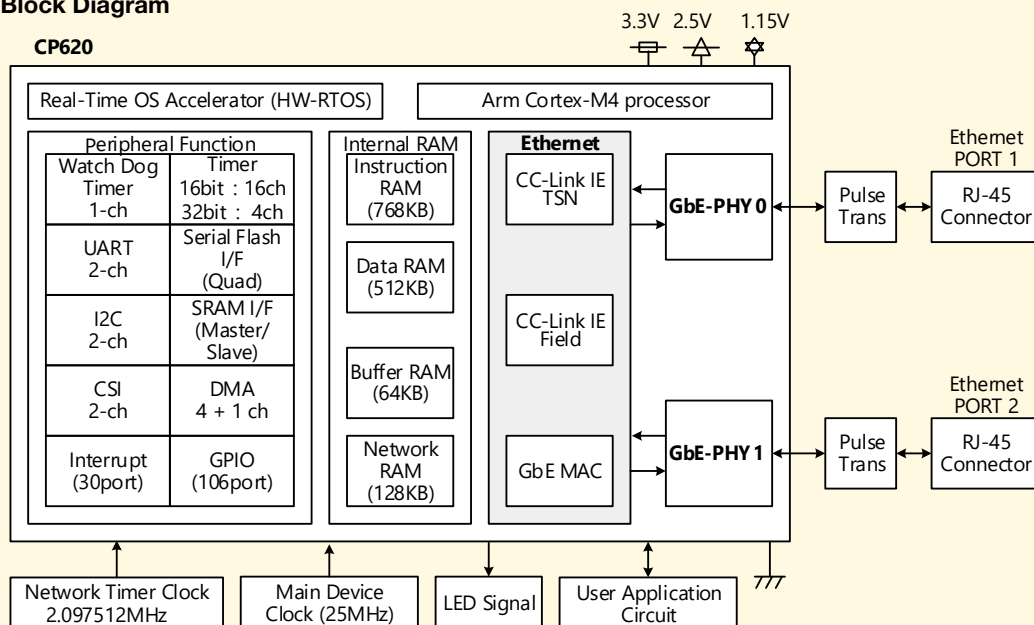 Block Diagram
CP620
3.3V 2.5V 1.15V
Real-Time OS Accelerator (HW-RTOS)
Arm Cortex-M4 processor
Peripheral Function
Watch Dog
Timer
1-ch
Timer
16bit : 16ch
32bit : 4ch
UART
2-ch
Serial Flash
I/F
(Quad)
I2C
2-ch
SRAM I/F
(Master/
Slave)
CSI
2-ch
DMA
4 + 1 ch
Interrupt
(30port)
GPIO
(106port)
Internal RAM
Instruction
RAM
(768KB)
Data RAM
(512KB)
Buffer RAM
(64KB)
Network
RAM
(128KB)
Ethernet
CC-Link IE
TSN
CC-Link IE
Field
GbE MAC
GbE-PHY 0
GbE-PHY 1
Pulse
Trans
Ethernet
PORT 1
RJ-45
Connector
Pulse
Trans
Ethernet
PORT 2
RJ-45
Connector
Network Timer Clock
2.097512MHz
Main Device
Clock (25MHz)
LED Signal
User Application
Circuit